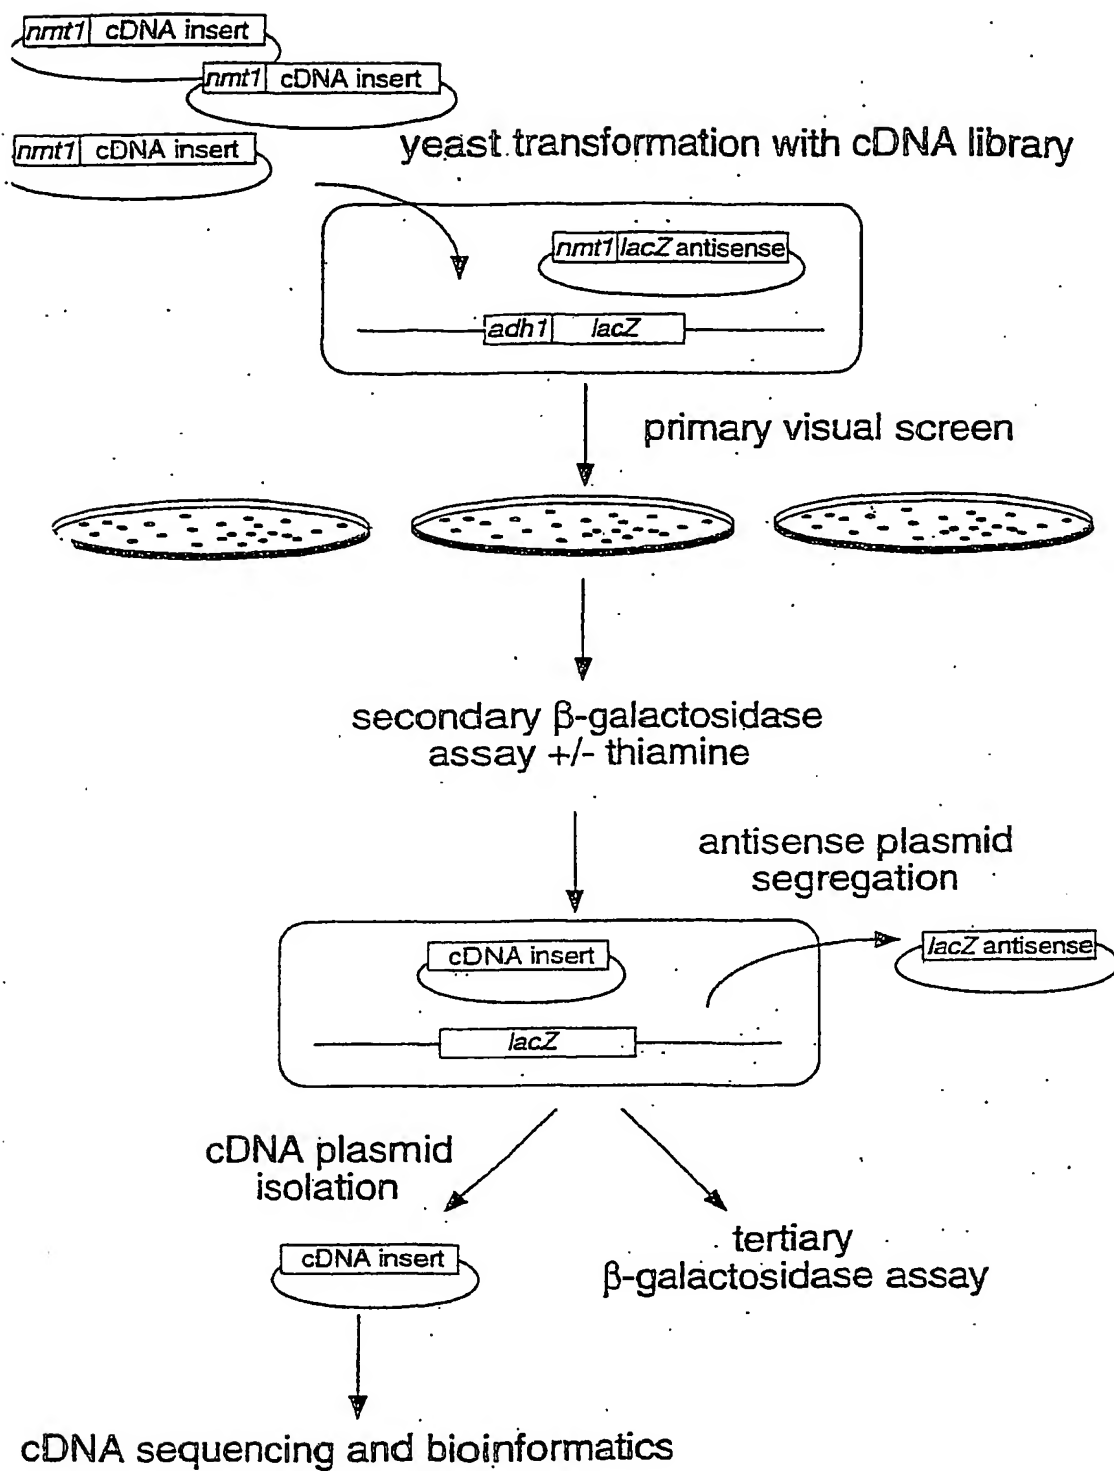 nmt1 cDNA insert
nmt1 cDNA insert
nmt1 cDNA insert
yeast transformation with cDNA library
nmt1 lacZ antisense
adh1 lacZ
primary visual screen
secondary β-galactosidase
assay +/- thiamine
antisense plasmid
segregation
cDNA insert
lacZ antisense
lacZ
cDNA plasmid
isolation
cDNA insert
tertiary
β-galactosidase assay
cDNA sequencing and bioinformatics